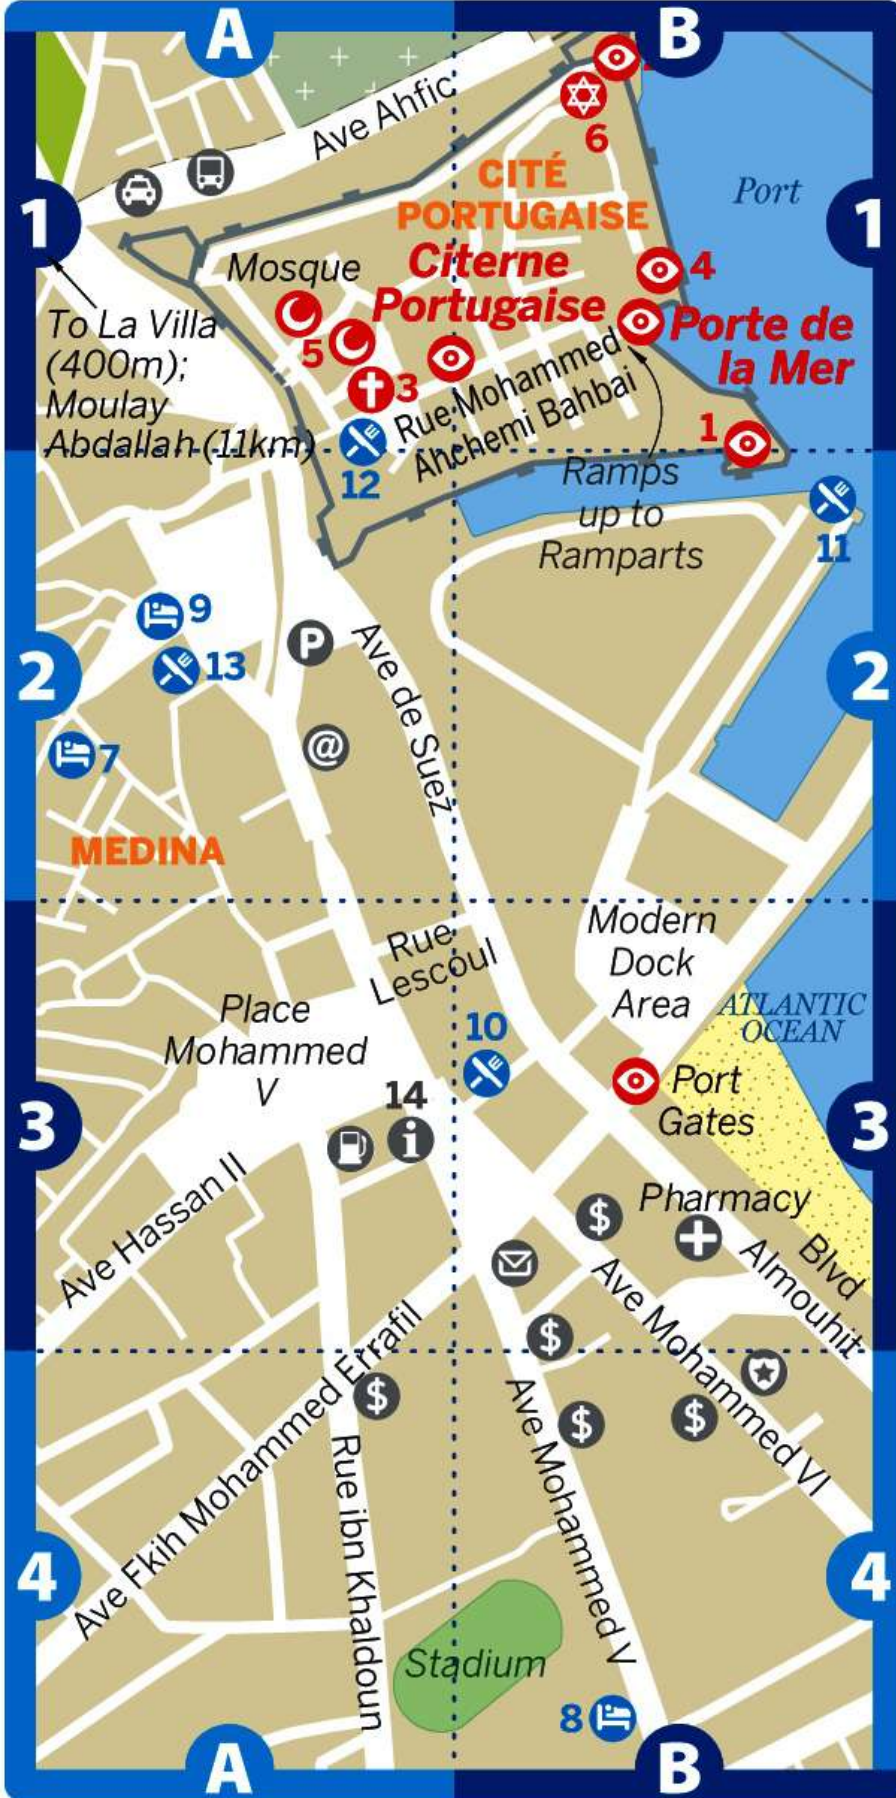 A
B
Ave Ahfic
6
CITÉ
PORTUGAISE
Port
1
1
Mosque
Citerne
Portugaise
4
To La Villa
(400m);
Moulay
Abdallah (11km)
5
3
Porte de
la Mer
Rue Mohammed
Ahchemi Bahbai
1
12
Ramps
up to
Ramparts
11
9
P
13
2
2
Ave de Suez
@
7
MEDINA
Rue
Lescoul
Modern
Dock
Area
ATLANTIC
OCEAN
Place
Mohammed
V
10
Port
Gates
14
i
3
3
Ave Hassan II
$
Pharmacy
Blvd
Almouhit
Ave Mohammed VI
$
Ave Fkih Mohammed Errafil
$
$
$
Ave Mohammed V
Rue ibn Khaldoun
4
4
Stadium
8
A
B